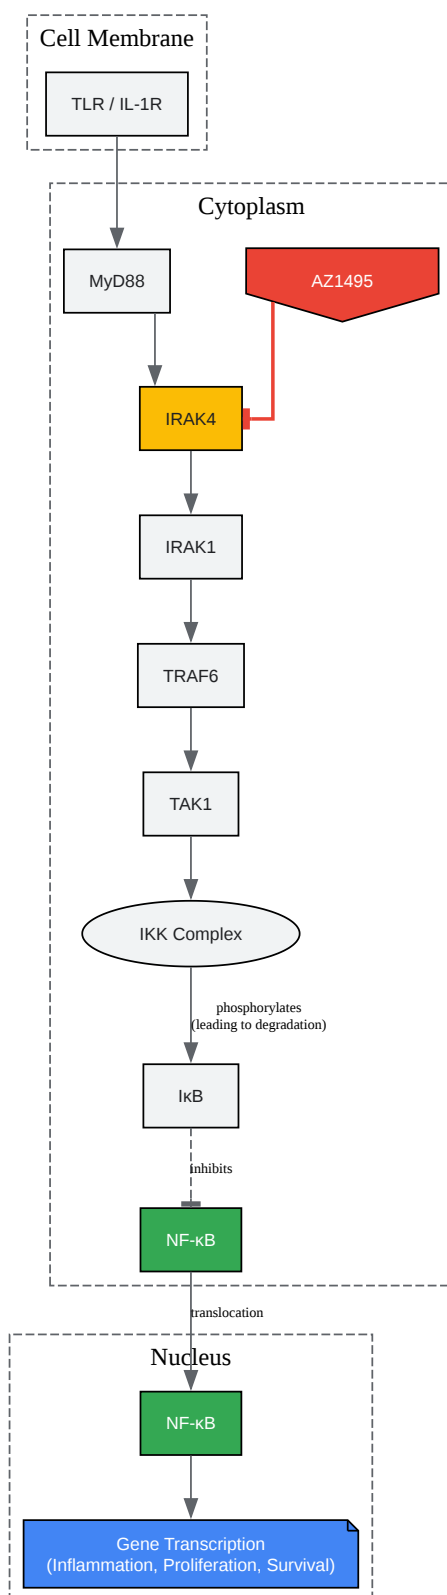 Cell Membrane
TLR / IL-1R
Cytoplasm
MyD88
AZ1495
IRAK4
IRAK1
TRAF6
TAK1
IKK Complex
phosphorylates
(leading to degradation)
IκB
inhibits
NF-κB
translocation
Nucleus
NF-κB
Gene Transcription
(Inflammation, Proliferation, Survival)